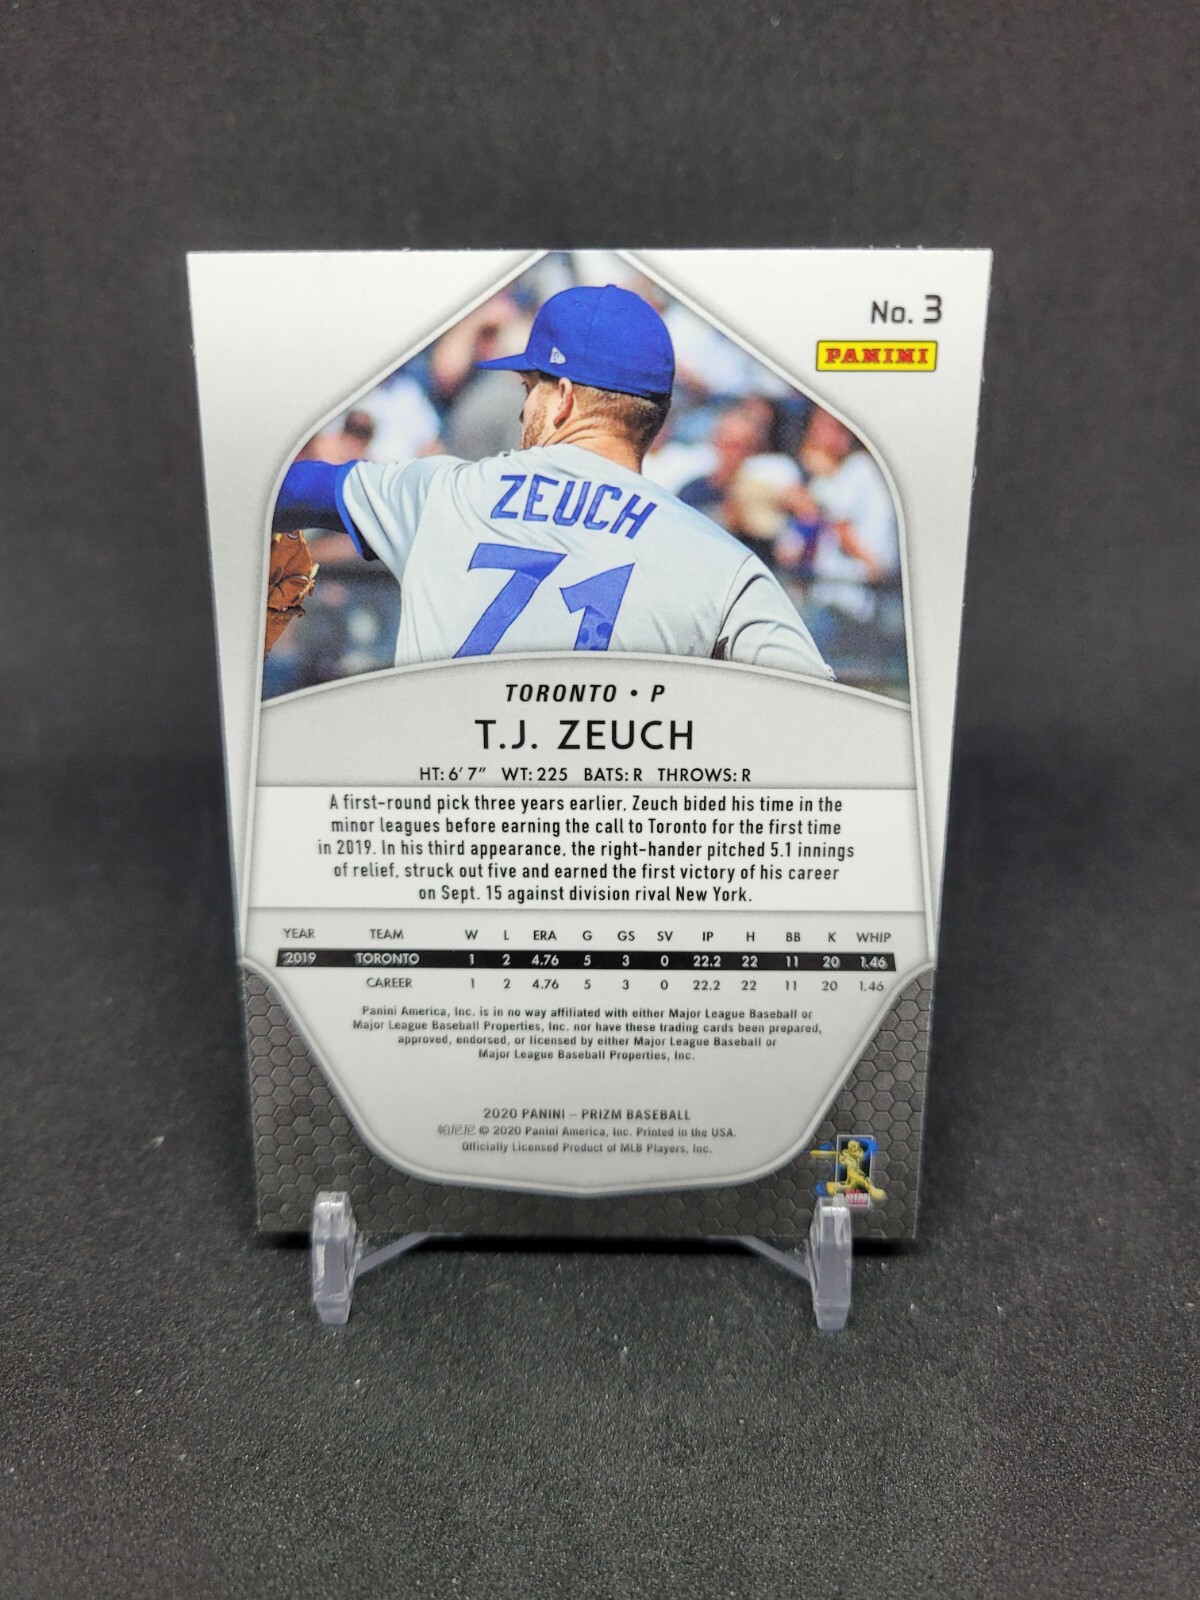 No. 3
PANINI
ZEUCH
71
TORONTO • P
T.J. ZEUCH
HT: 6' 7" WT: 225 BATS: R THROWS: R
A first-round pick three years earlier, Zeuch bided his time in the
minor leagues before earning the call to Toronto for the first time
in 2019. In his third appearance, the right-hander pitched 5.1 innings
of relief, struck out five and earned the first victory of his career
on Sept. 15 against division rival New York.
YEAR TEAM W L ERA G GS SV IP H BB K WHIP
2019 TORONTO 1 2 4.76 5 3 0 22.2 22 11 20 1.46
CAREER 1 2 4.76 5 3 0 22.2 22 11 20 1.46
Panini America, Inc. is in no way affiliated with either Major League Baseball or
Major League Baseball Properties, Inc. nor have these trading cards been prepared,
approved, endorsed, or licensed by either Major League Baseball or
Major League Baseball Properties, Inc.
2020 PANINI – PRIZM BASEBALL
帕尼尼 © 2020 Panini America, Inc. Printed in the USA.
Officially Licensed Product of MLB Players, Inc.